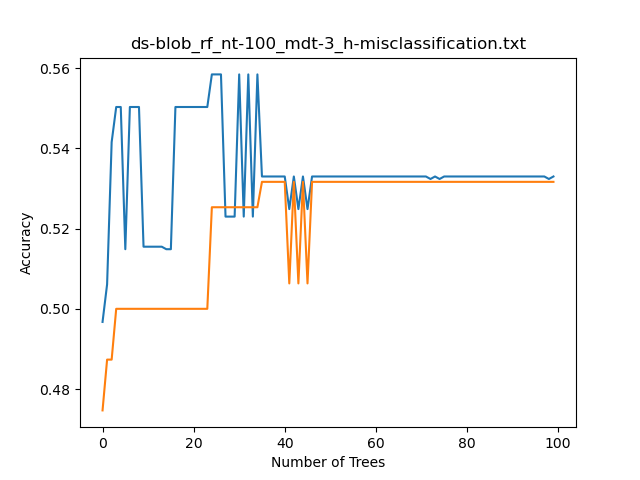 ds-blob_rf_nt-100_mdt-3_h-misclassification.txt
0.56
0.54
0.52
0.50
0.48
Accuracy
0 20 40 60 80 100
Number of Trees